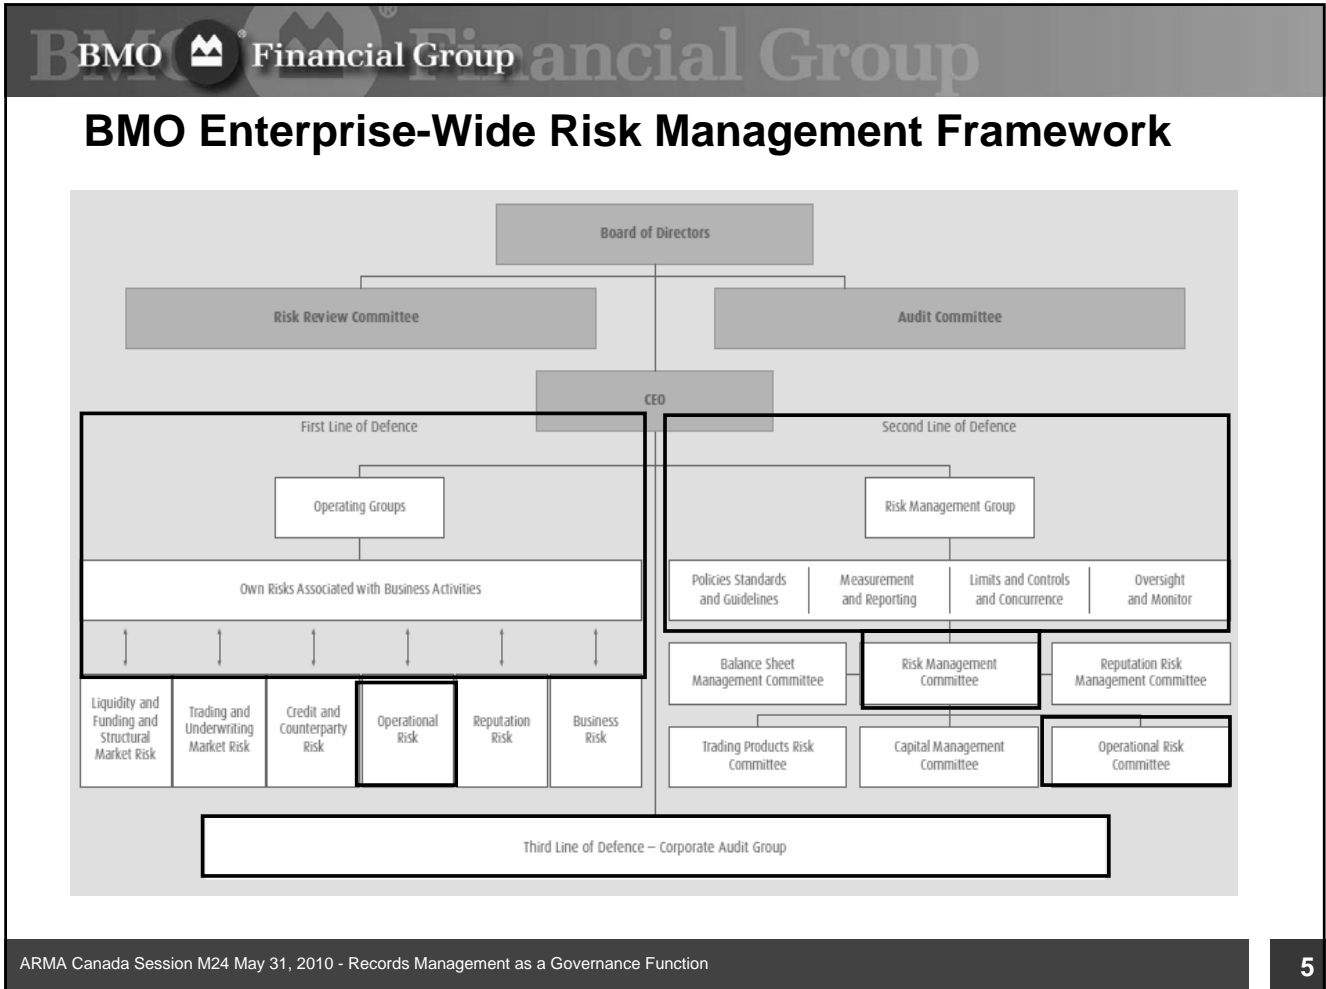 BMO Financial Group
BMO Financial Group
BMO Enterprise-Wide Risk Management Framework
Board of Directors
Risk Review Committee
Audit Committee
CEO
First Line of Defence
Second Line of Defence
Operating Groups
Risk Management Group
Own Risks Associated with Business Activities
Policies Standards
and Guidelines
Measurement
and Reporting
Limits and Controls
and Concurrence
Oversight
and Monitor
Balance Sheet
Management Committee
Risk Management
Committee
Reputation Risk
Management Committee
Liquidity and
Funding and
Structural
Market Risk
Trading and
Underwriting
Market Risk
Credit and
Counterparty
Risk
Operational
Risk
Reputation
Risk
Business
Risk
Trading Products Risk
Committee
Capital Management
Committee
Operational Risk
Committee
Third Line of Defence – Corporate Audit Group
ARMA Canada Session M24 May 31, 2010 - Records Management as a Governance Function
5